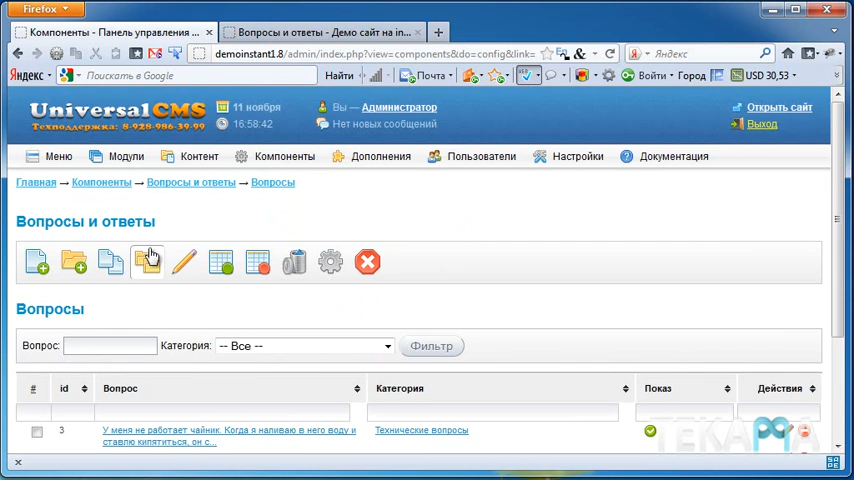 Firefox
Компоненты - Панель управления ...
Вопросы и ответы - Демо сайт на in...
demoinstant1.8/admin/index.php?view=components&do=config&link=
Яндекс
Яндекс
Поискать в Google
Найти
Почта
Войти
Город
USD 30,53
UniversalCMS
Техподдержка: 8-928-986-39-99
11 ноября
16:58:42
Вы — Администратор
Нет новых сообщений
Открыть сайт
Выход
Меню
Модули
Контент
Компоненты
Дополнения
Пользователи
Настройки
Документация
Главная → Компоненты → Вопросы и ответы → Вопросы
Вопросы и ответы
Вопросы
Вопрос:
Категория:
-- Все --
Фильтр
#
id
Вопрос
Категория
Показ
Действия
3
У меня не работает чайник. Когда я наливаю в него воду и
ставлю кипятиться, он с...
Технические вопросы
ТЕКАМА